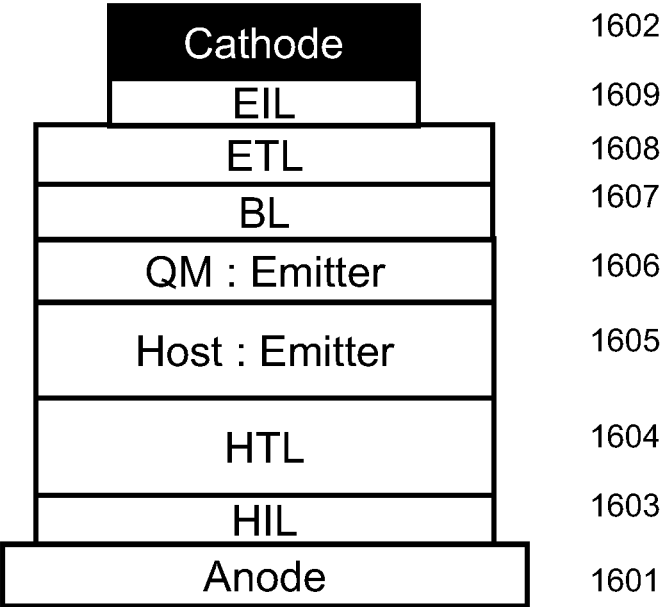 Cathode 1602
EIL 1609
ETL 1608
BL 1607
QM : Emitter 1606
Host : Emitter 1605
HTL 1604
HIL 1603
Anode 1601